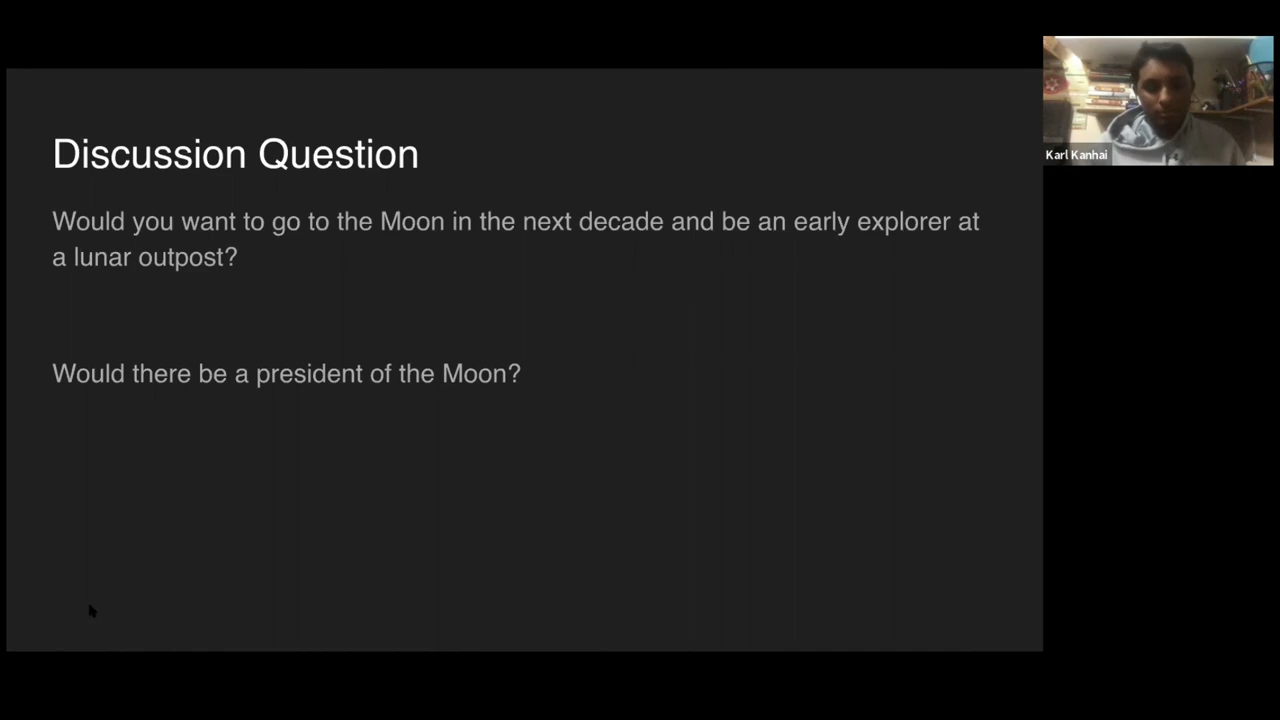 Discussion Question
Would you want to go to the Moon in the next decade and be an early explorer at
a lunar outpost?
Would there be a president of the Moon?
Karl Kanhai